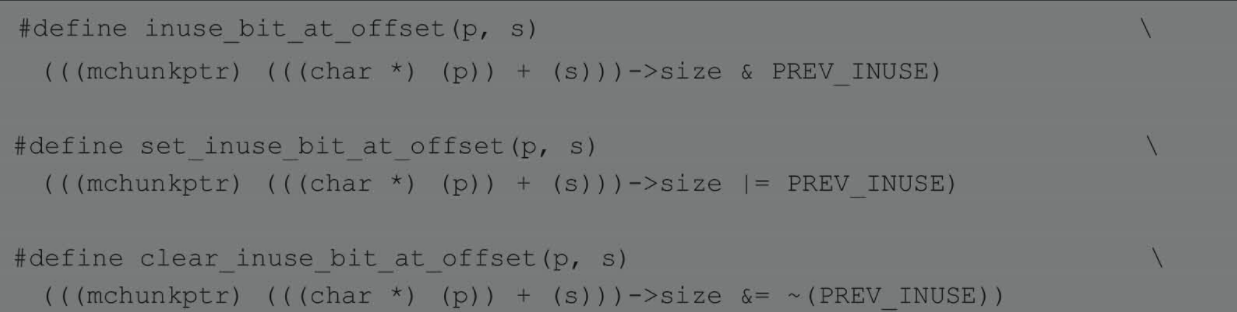 #define inuse_bit_at_offset(p, s) \
(((mchunkptr) (((char *) (p)) + (s)))->size & PREV_INUSE)
#define set_inuse_bit_at_offset(p, s) \
(((mchunkptr) (((char *) (p)) + (s)))->size |= PREV_INUSE)
#define clear_inuse_bit_at_offset(p, s) \
(((mchunkptr) (((char *) (p)) + (s)))->size &= ~(PREV_INUSE))